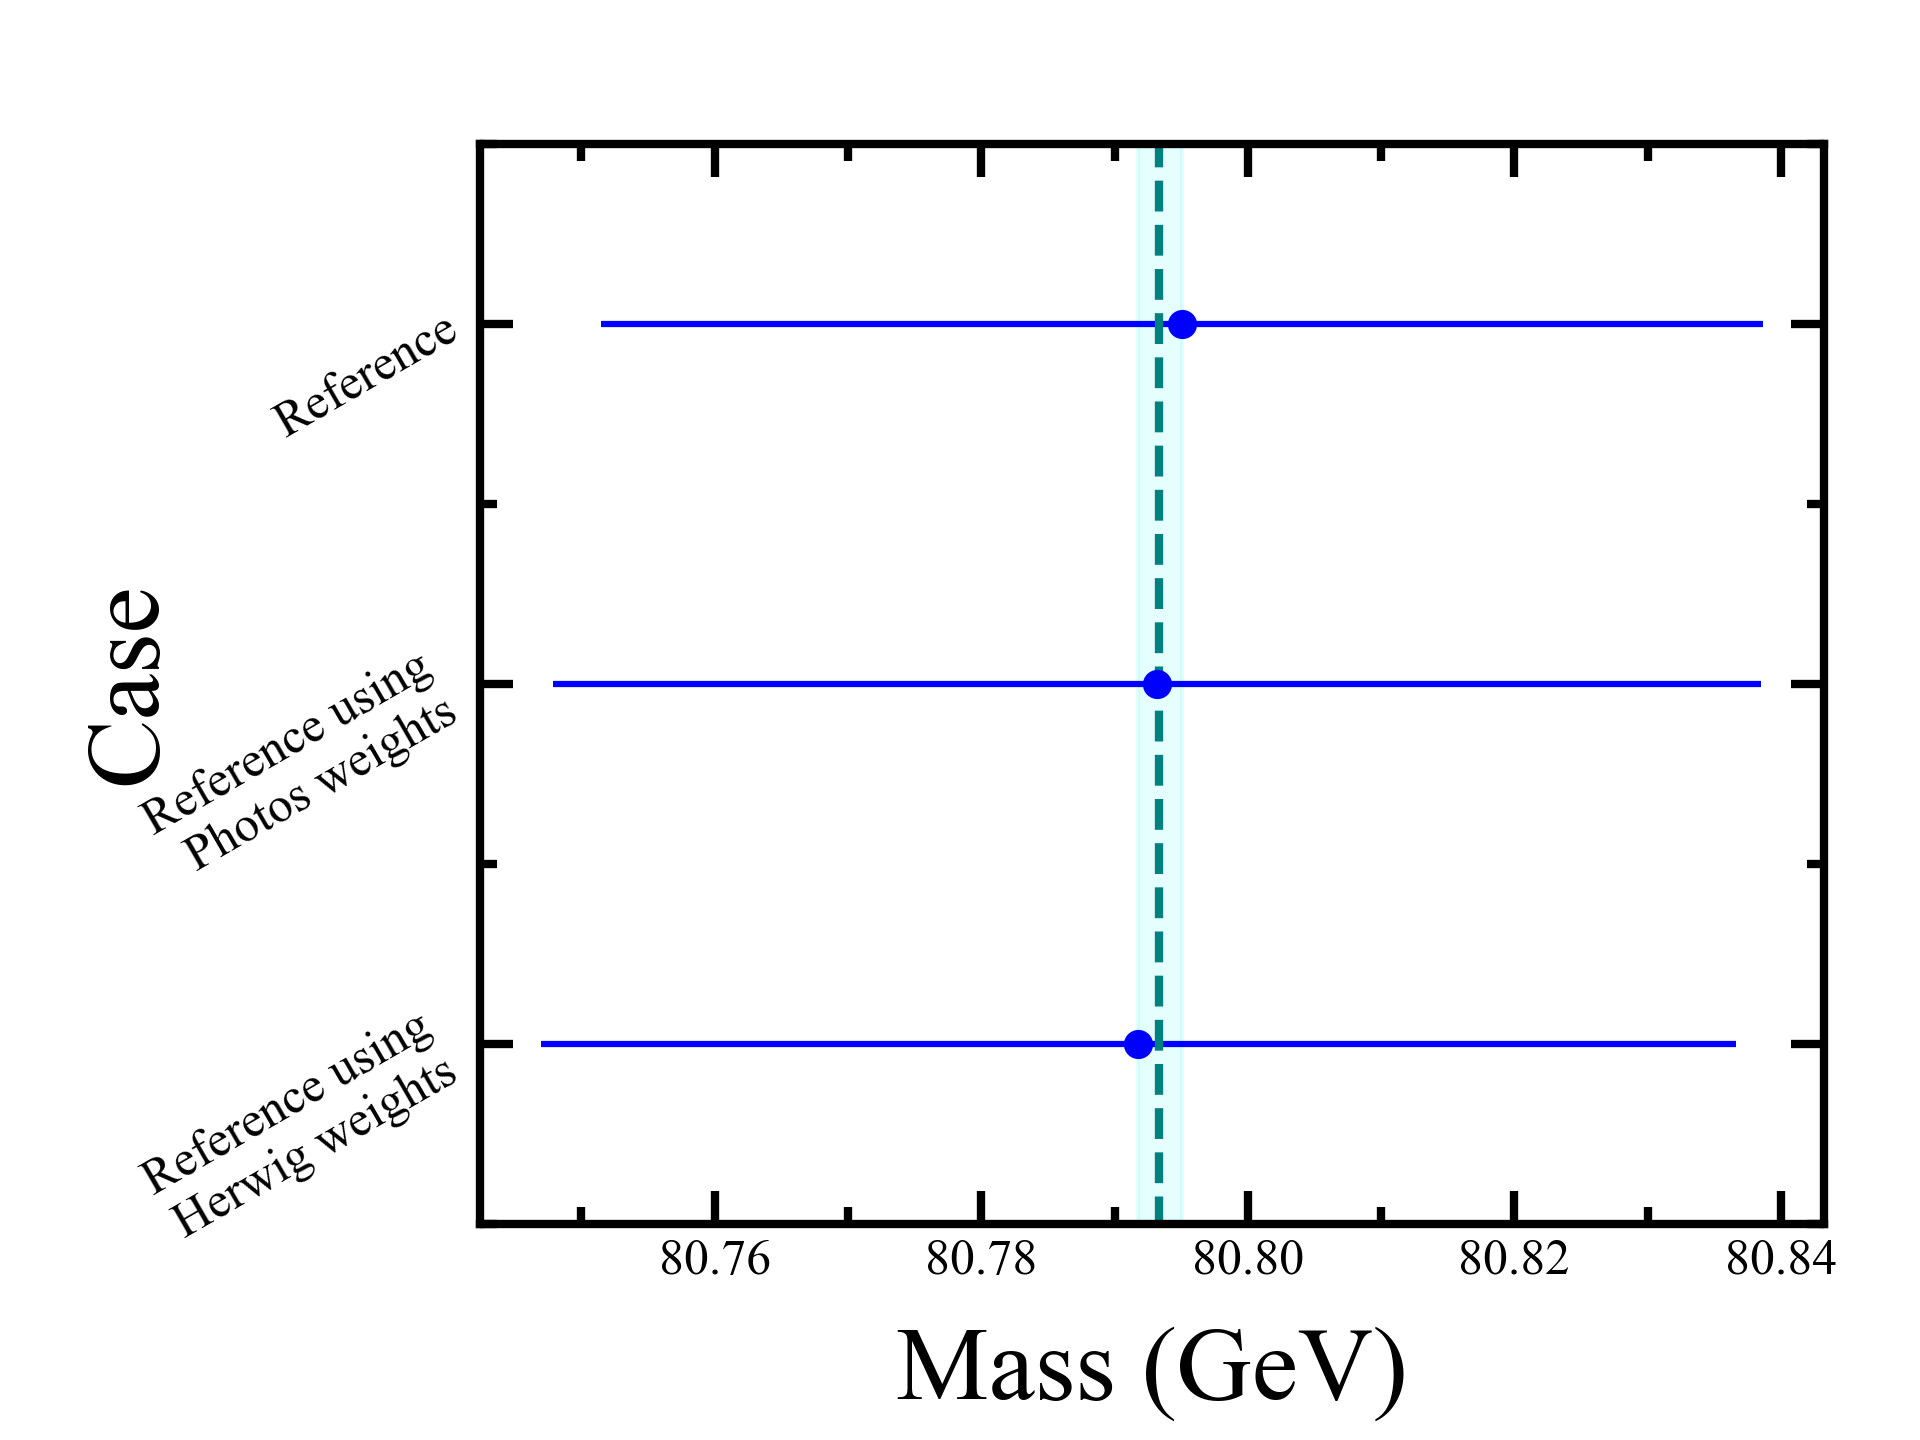 Case
Reference
Reference using
Photos weights
Reference using
Herwig weights
80.76
80.78
80.80
80.82
80.84
Mass (GeV)